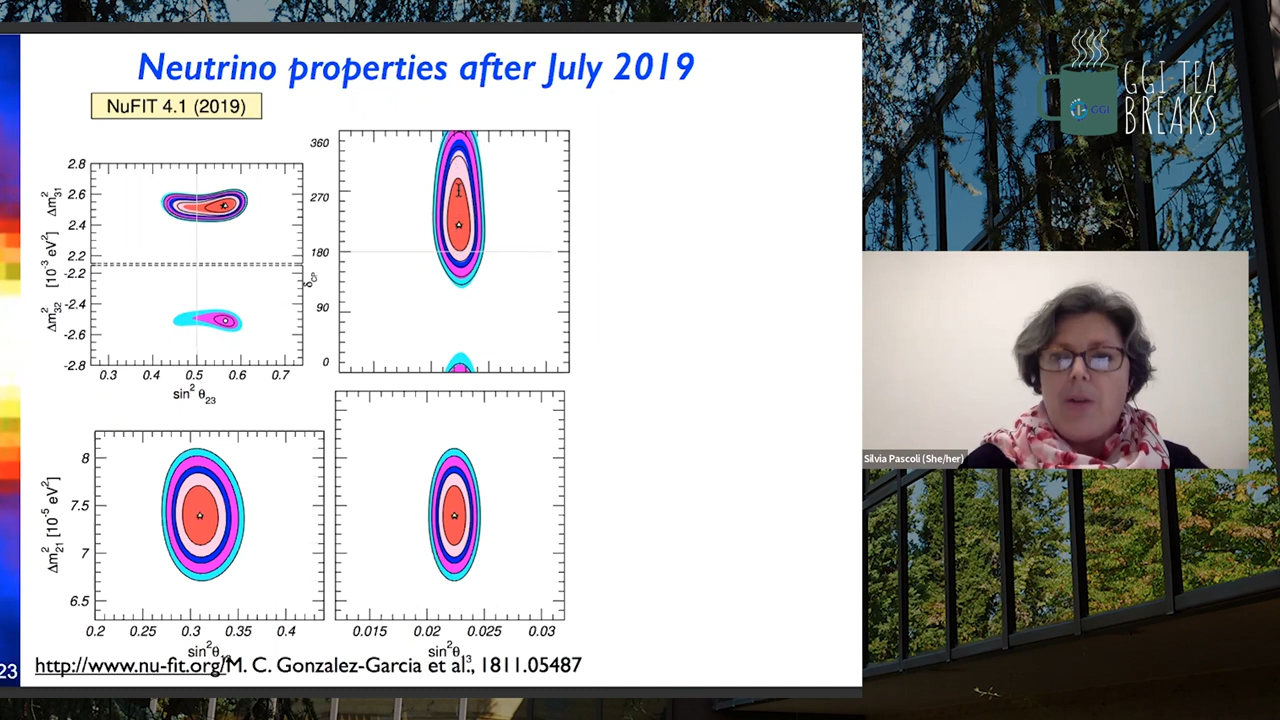 Neutrino properties after July 2019
NuFIT 4.1 (2019)
2.8
2.6
2.4
2.2
-2.2
-2.4
-2.6
-2.8
Δm²₃₁
[10⁻³ eV²]
Δm²₃₂
0.3 0.4 0.5 0.6 0.7
sin² θ₂₃
360
270
180
90
0
δCP
8
7.5
7
6.5
Δm²₂₁ [10⁻⁵ eV²]
0.2 0.25 0.3 0.35 0.4
sin²θ
0.015 0.02 0.025 0.03
sin²θ
http://www.nu-fit.org/M. C. Gonzalez-Garcia et al., 1811.05487
23
GGI TEA
BREAKS
GGI
Silvia Pascoli (She/her)